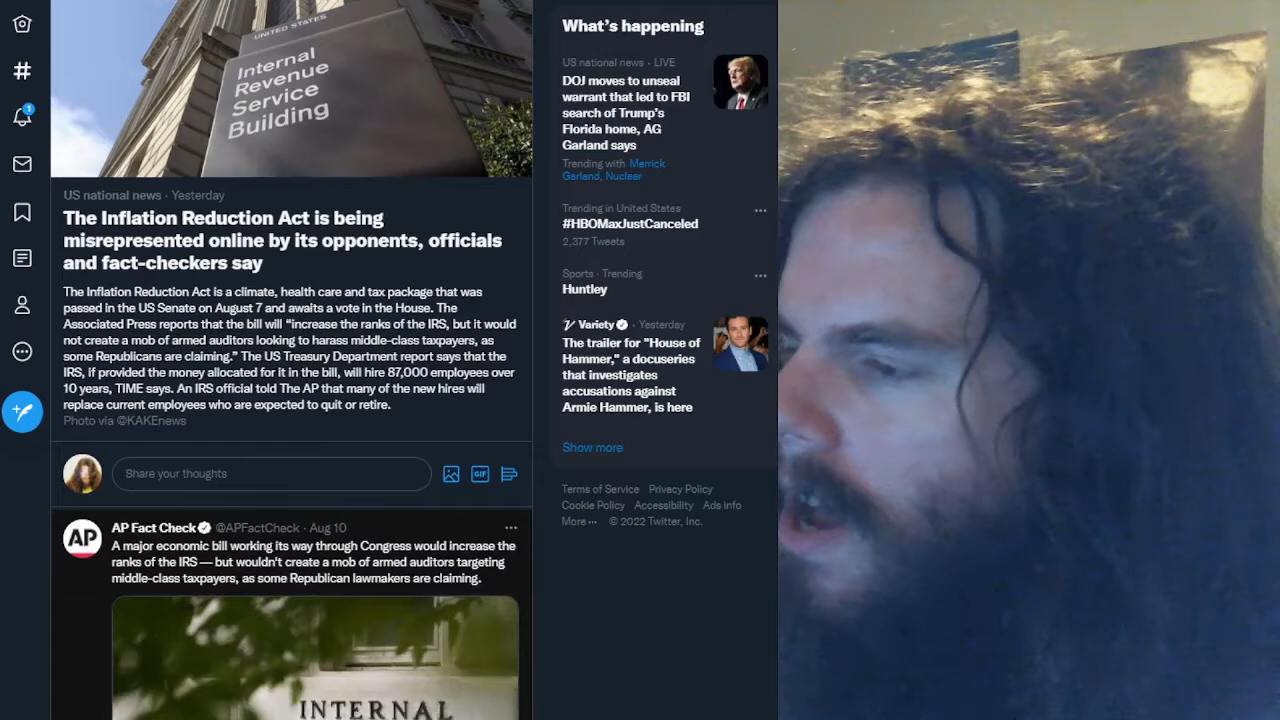 UNITED STATES
Internal
Revenue
Service
Building
US national news · Yesterday
The Inflation Reduction Act is being
misrepresented online by its opponents, officials
and fact-checkers say
The Inflation Reduction Act is a climate, health care and tax package that was
passed in the US Senate on August 7 and awaits a vote in the House. The
Associated Press reports that the bill will “increase the ranks of the IRS, but it would
not create a mob of armed auditors looking to harass middle-class taxpayers, as
some Republicans are claiming.” The US Treasury Department report says that the
IRS, if provided the money allocated for it in the bill, will hire 87,000 employees over
10 years, TIME says. An IRS official told The AP that many of the new hires will
replace current employees who are expected to quit or retire.
Photo via @KAKEnews
Share your thoughts
GIF
AP
AP Fact Check @APFactCheck · Aug 10
A major economic bill working its way through Congress would increase the
ranks of the IRS — but wouldn't create a mob of armed auditors targeting
middle-class taxpayers, as some Republican lawmakers are claiming.
INTERNAL
1
What’s happening
US national news · LIVE
DOJ moves to unseal
warrant that led to FBI
search of Trump’s
Florida home, AG
Garland says
Trending with Merrick
Garland, Nuclear
Trending in United States
#HBOMaxJustCanceled
2,377 Tweets
Sports · Trending
Huntley
Variety · Yesterday
The trailer for "House of
Hammer," a docuseries
that investigates
accusations against
Armie Hammer, is here
Show more
Terms of Service Privacy Policy
Cookie Policy Accessibility Ads info
More ··· © 2022 Twitter, Inc.